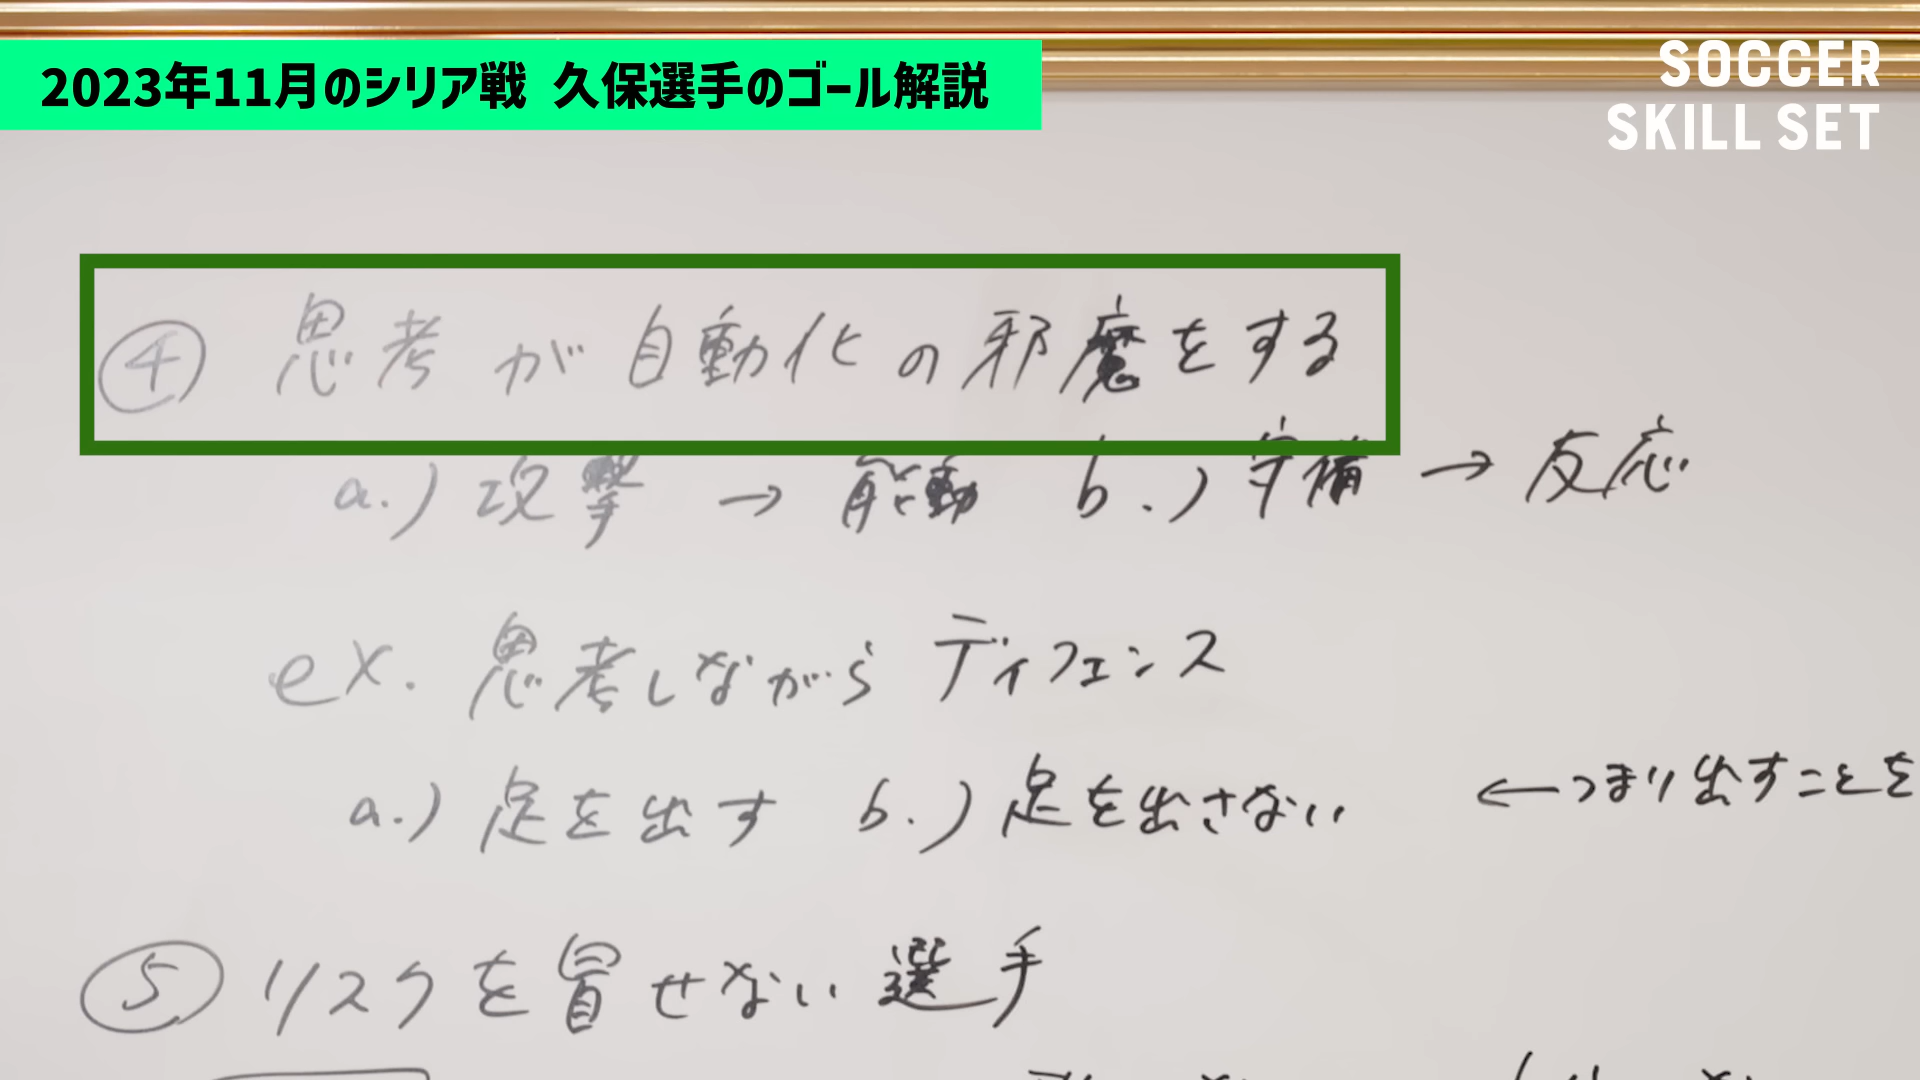 2023年11月のシリア戦 久保選手のゴール解説
SOCCER
SKILL SET
④ 思考が自動化の邪魔をする
a.) 攻撃 → 能動 b.) 守備 → 反応
ex. 思考しながらディフェンス
a.) 足を出す b.) 足を出さない ←つまり出すことを
⑤ リスクを冒せない選手